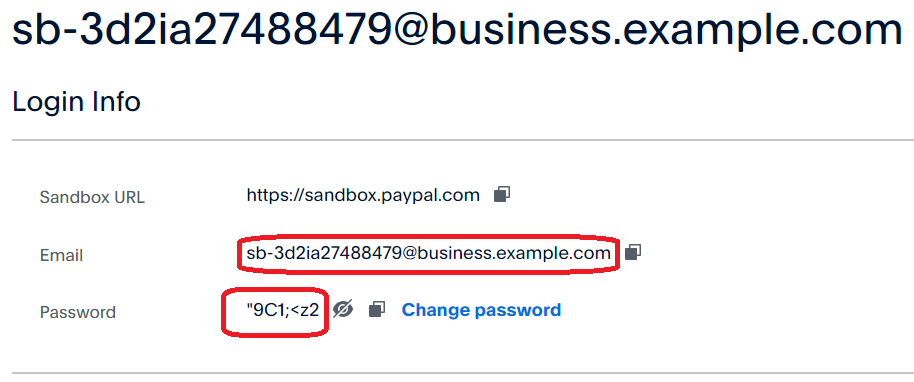 sb-3d2ia27488479@business.example.com
Login Info
Sandbox URL https://sandbox.paypal.com
Email sb-3d2ia27488479@business.example.com
Password "9C1;<z2 Change password